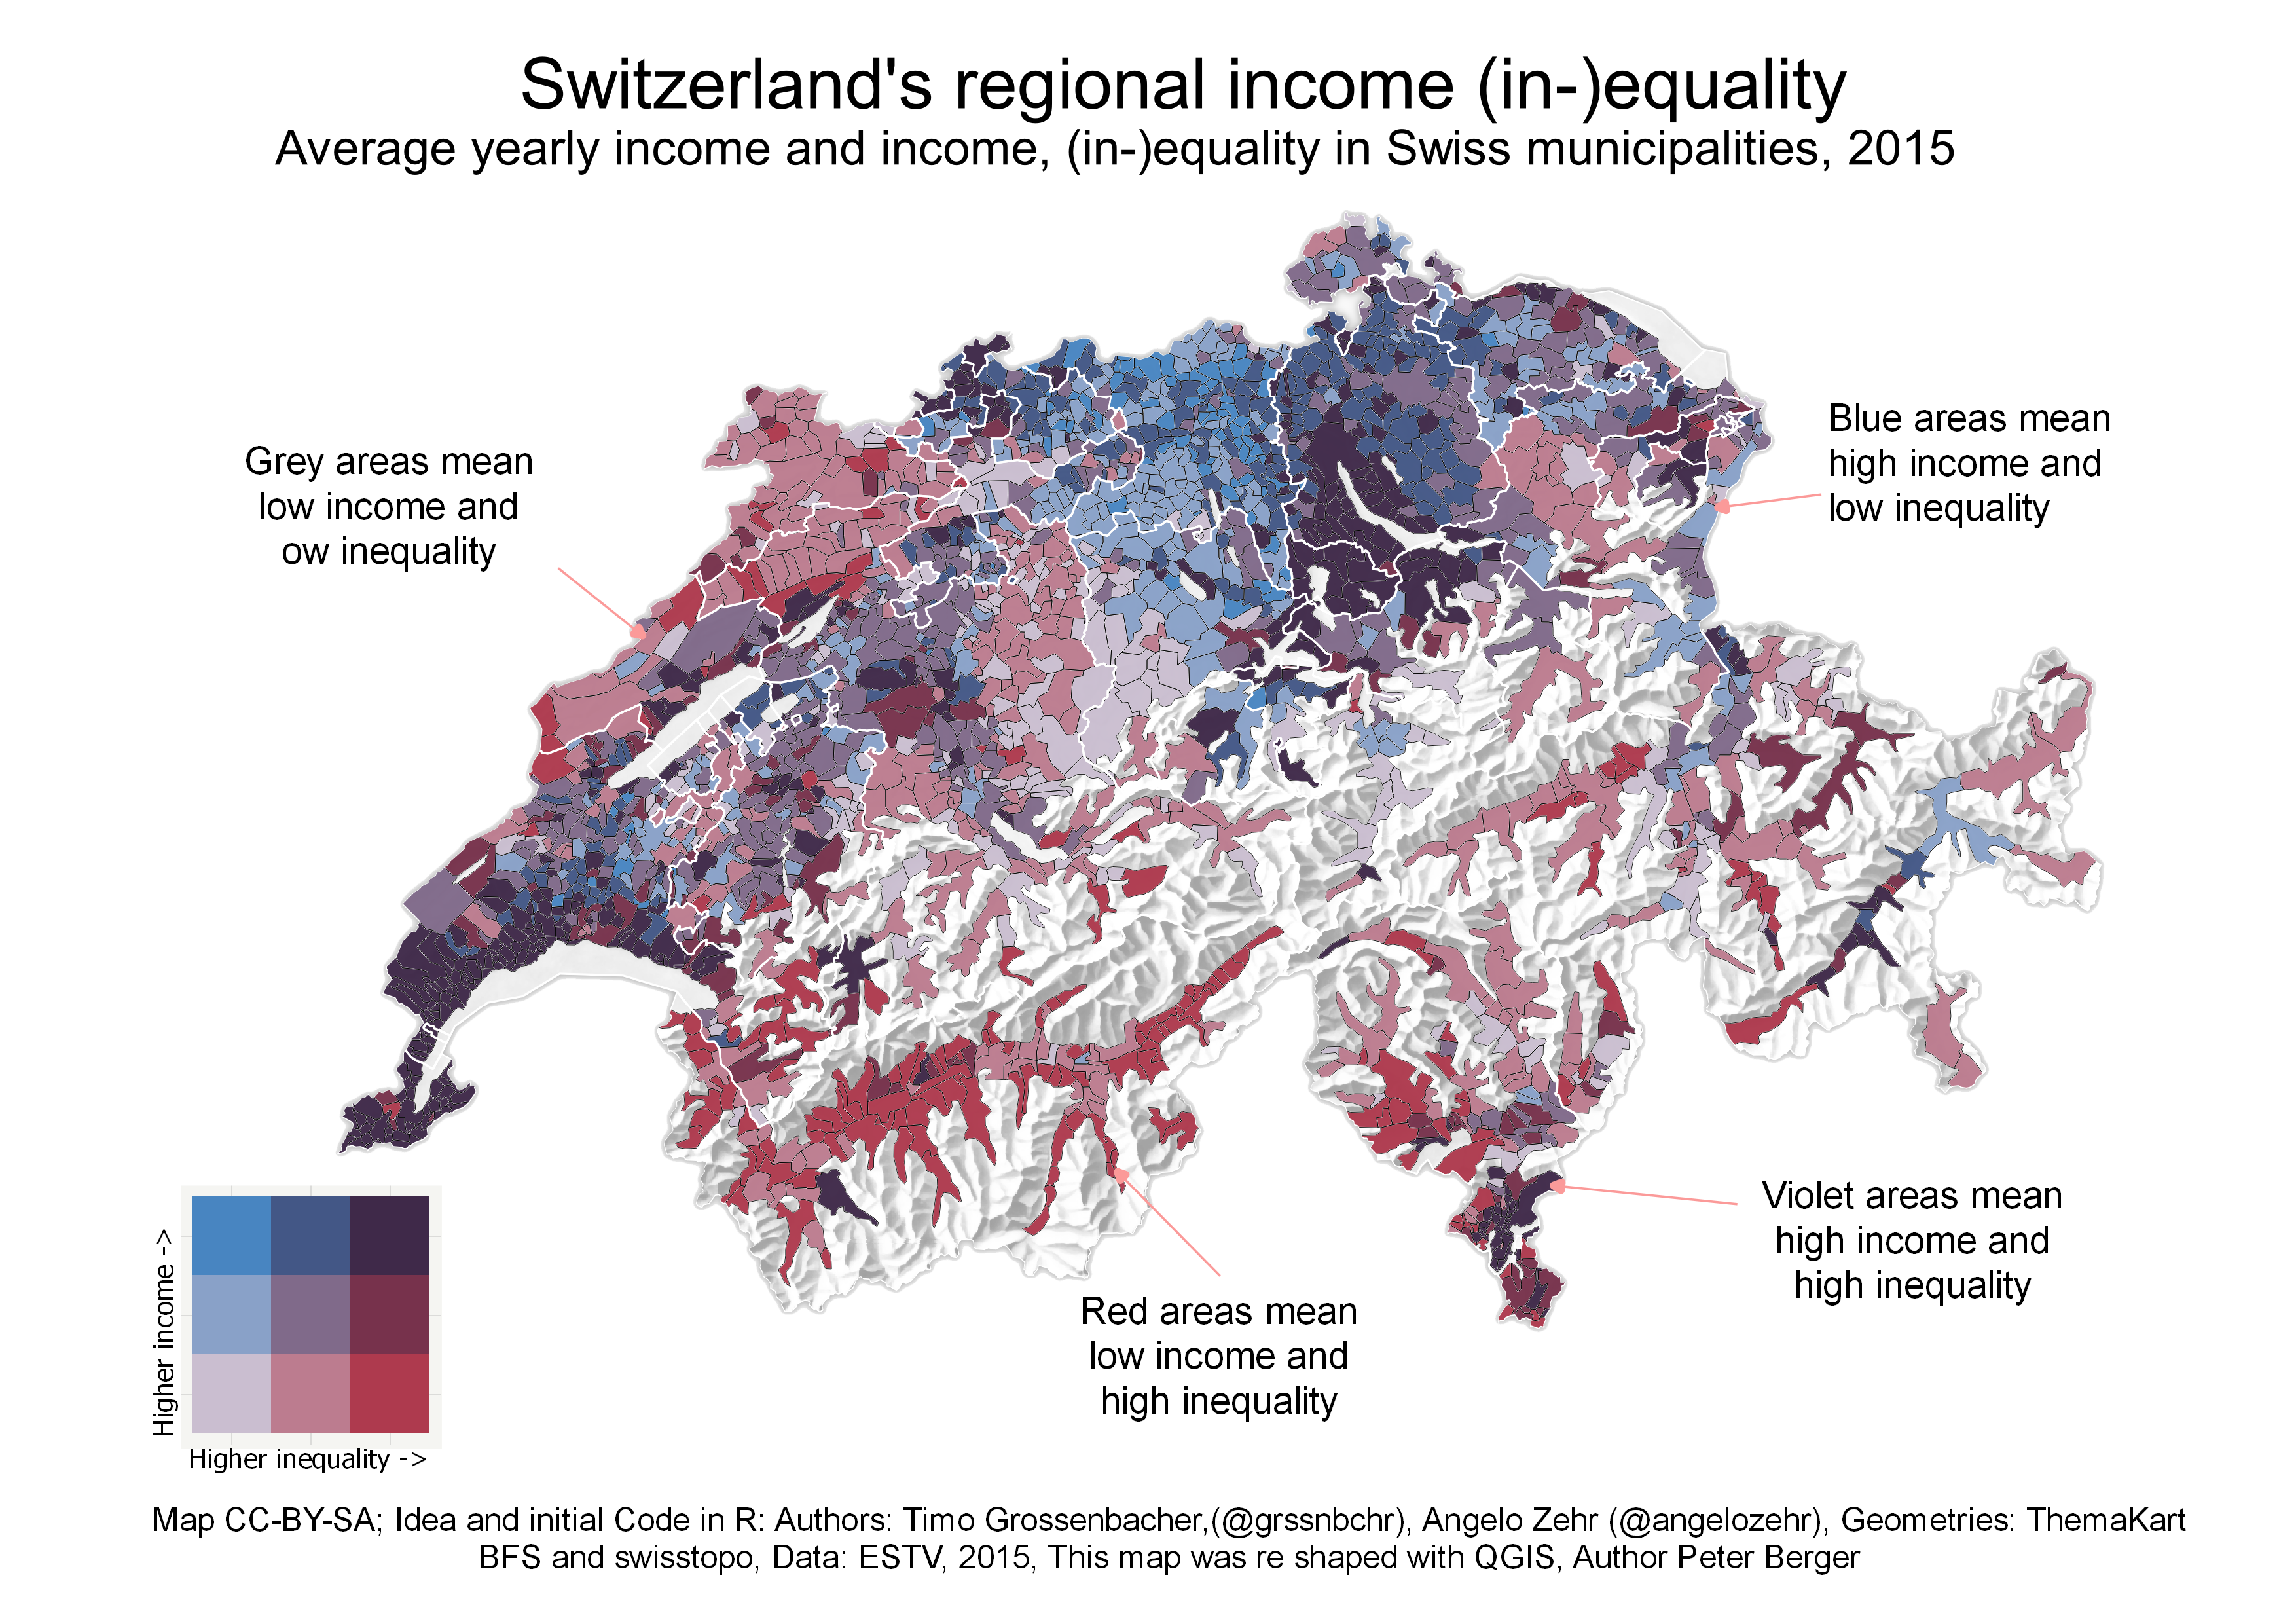 Switzerland's regional income (in-)equality
Average yearly income and income, (in-)equality in Swiss municipalities, 2015
Blue areas mean
high income and
low inequality
Grey areas mean
low income and
ow inequality
Violet areas mean
high income and
high inequality
Red areas mean
low income and
high inequality
Higher income ->
Higher inequality ->
Map CC-BY-SA; Idea and initial Code in R: Authors: Timo Grossenbacher,(@grssnbchr), Angelo Zehr (@angelozehr), Geometries: ThemaKart
BFS and swisstopo, Data: ESTV, 2015, This map was re shaped with QGIS, Author Peter Berger